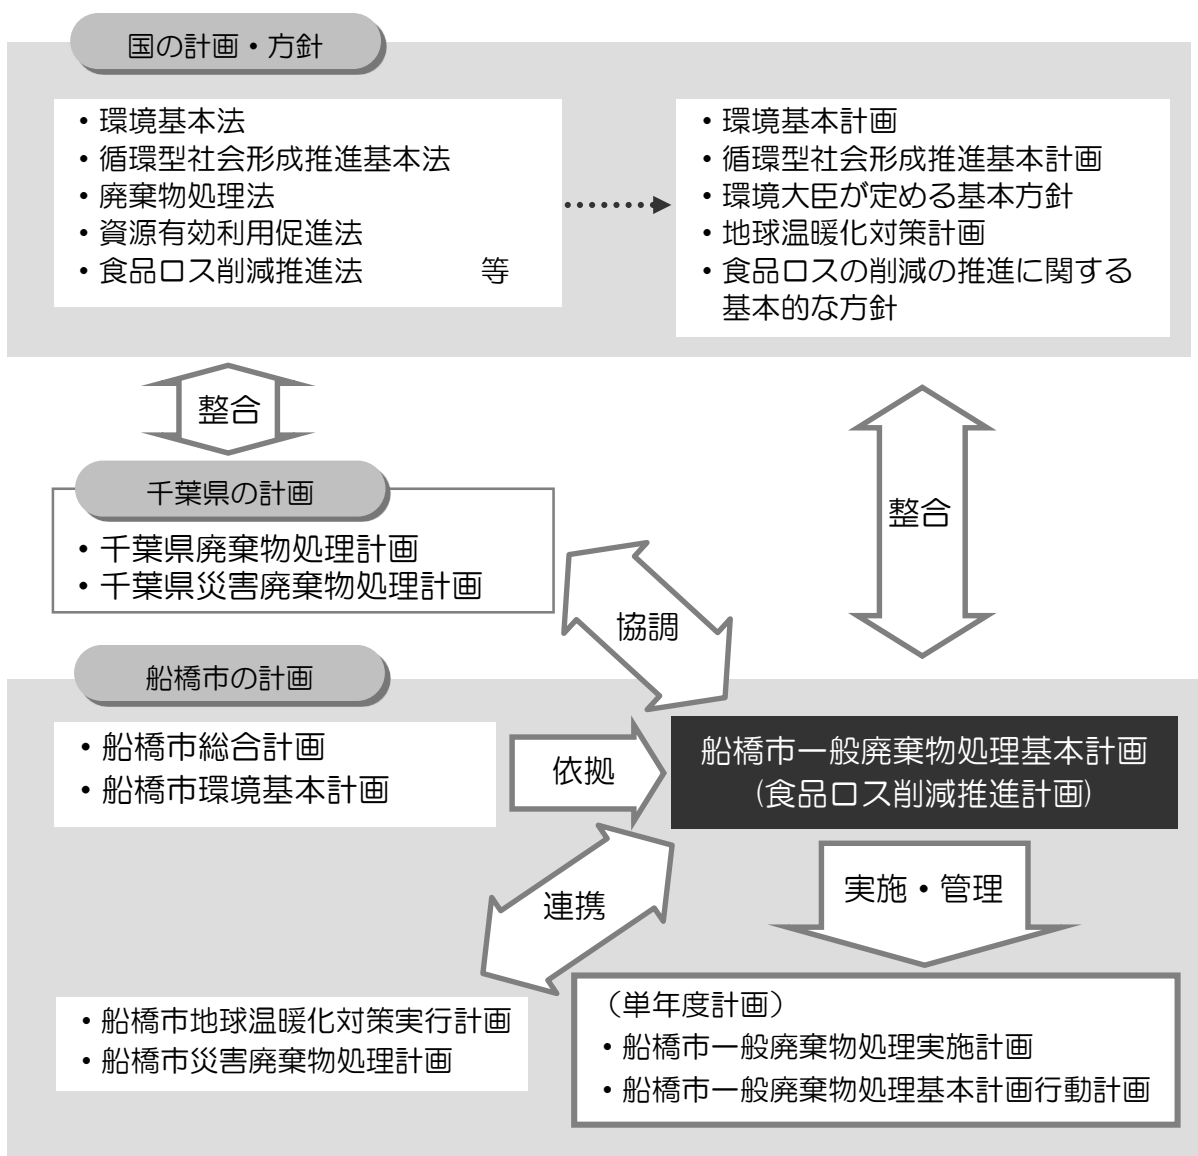 国の計画・方針
・環境基本法
・循環型社会形成推進基本法
・廃棄物処理法
・資源有効利用促進法
・食品ロス削減推進法 等
・環境基本計画
・循環型社会形成推進基本計画
・環境大臣が定める基本方針
・地球温暖化対策計画
・食品ロスの削減の推進に関する
基本的な方針
整合
整合
千葉県の計画
・千葉県廃棄物処理計画
・千葉県災害廃棄物処理計画
協調
船橋市の計画
・船橋市総合計画
・船橋市環境基本計画
依拠
船橋市一般廃棄物処理基本計画
(食品ロス削減推進計画)
連携
実施・管理
・船橋市地球温暖化対策実行計画
・船橋市災害廃棄物処理計画
（単年度計画）
・船橋市一般廃棄物処理実施計画
・船橋市一般廃棄物処理基本計画行動計画